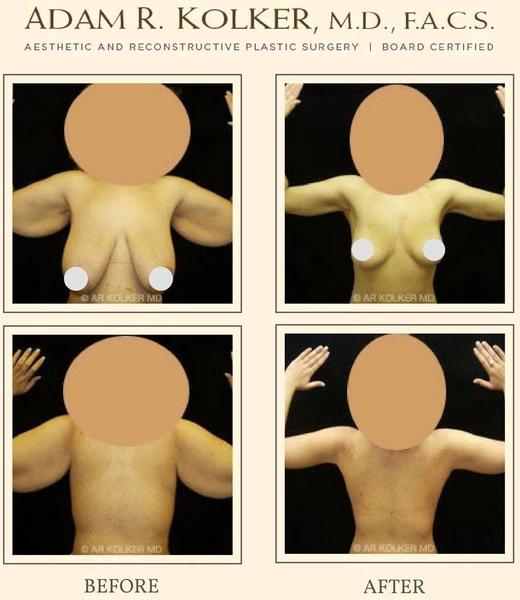 ADAM R. KOLKER, M.D., F.A.C.S.
AESTHETIC AND RECONSTRUCTIVE PLASTIC SURGERY | BOARD CERTIFIED
© AR KOLKER MD
© AR KOLKER MD
© AR KOLKER MD
© AR KOLKER MD
BEFORE
AFTER